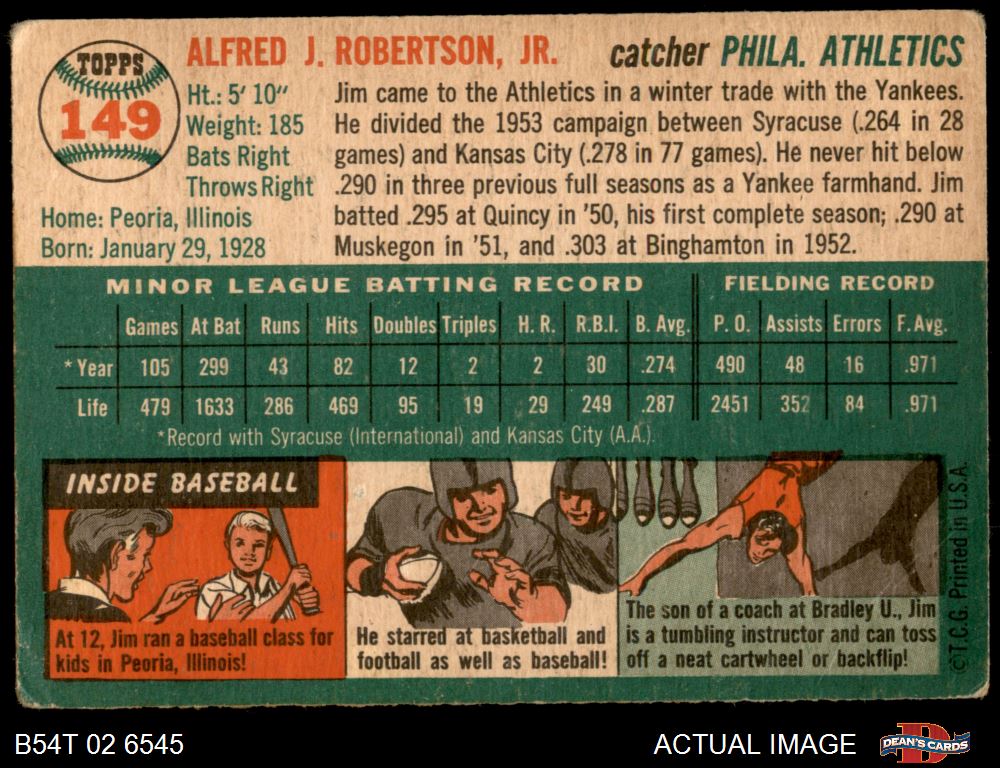 TOPPS
149
ALFRED J. ROBERTSON, JR. catcher PHILA. ATHLETICS
Ht.: 5' 10"
Weight: 185
Bats Right
Throws Right
Home: Peoria, Illinois
Born: January 29, 1928
Jim came to the Athletics in a winter trade with the Yankees.
He divided the 1953 campaign between Syracuse (.264 in 28
games) and Kansas City (.278 in 77 games). He never hit below
.290 in three previous full seasons as a Yankee farmhand. Jim
batted .295 at Quincy in '50, his first complete season; .290 at
Muskegon in '51, and .303 at Binghamton in 1952.
MINOR LEAGUE BATTING RECORD FIELDING RECORD
Games At Bat Runs Hits Doubles Triples H. R. R.B.I. B. Avg. P. O. Assists Errors F. Avg.
* Year 105 299 43 82 12 2 2 30 .274 490 48 16 .971
Life 479 1633 286 469 95 19 29 249 .287 2451 352 84 .971
*Record with Syracuse (International) and Kansas City (A.A.).
INSIDE BASEBALL
At 12, Jim ran a baseball class for
kids in Peoria, Illinois!
He starred at basketball and
football as well as baseball!
The son of a coach at Bradley U., Jim
is a tumbling instructor and can toss
off a neat cartwheel or backflip!
©T.C.G. Printed in U.S.A.
B54T 02 6545
ACTUAL IMAGE
D
DEAN'S CARDS